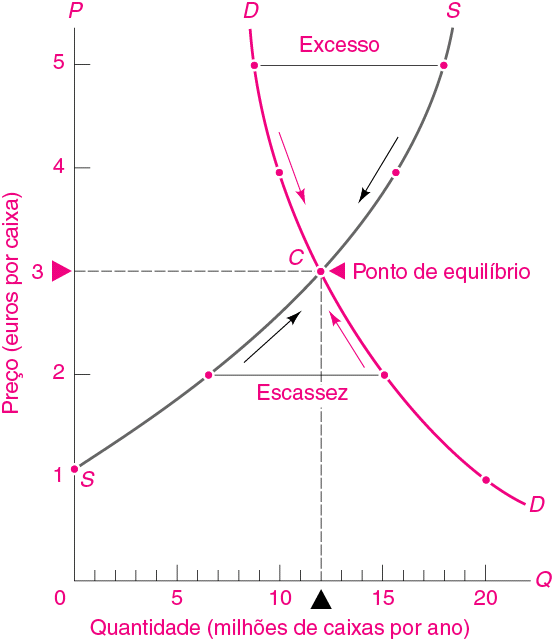 P
D
S
Excesso
5
4
C
3
Ponto de equilíbrio
2
Escassez
1
S
D
Q
0
5
10
15
20
Preço (euros por caixa)
Quantidade (milhões de caixas por ano)